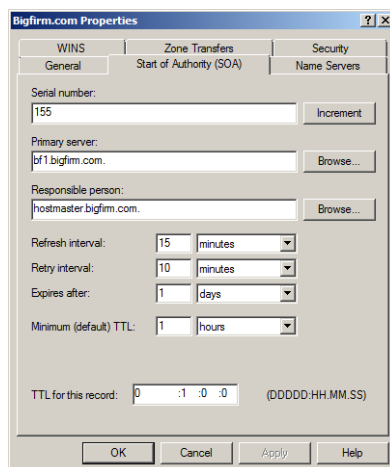 Bigfirm.com Properties
WINS Zone Transfers Security
General Start of Authority (SOA) Name Servers
Serial number:
155 Increment
Primary server:
bf1.bigfirm.com. Browse...
Responsible person:
hostmaster.bigfirm.com. Browse...
Refresh interval: 15 minutes
Retry interval: 10 minutes
Expires after: 1 days
Minimum (default) TTL: 1 hours
TTL for this record: 0 :1 :0 :0 (DDDDD:HH.MM.SS)
OK Cancel Apply Help